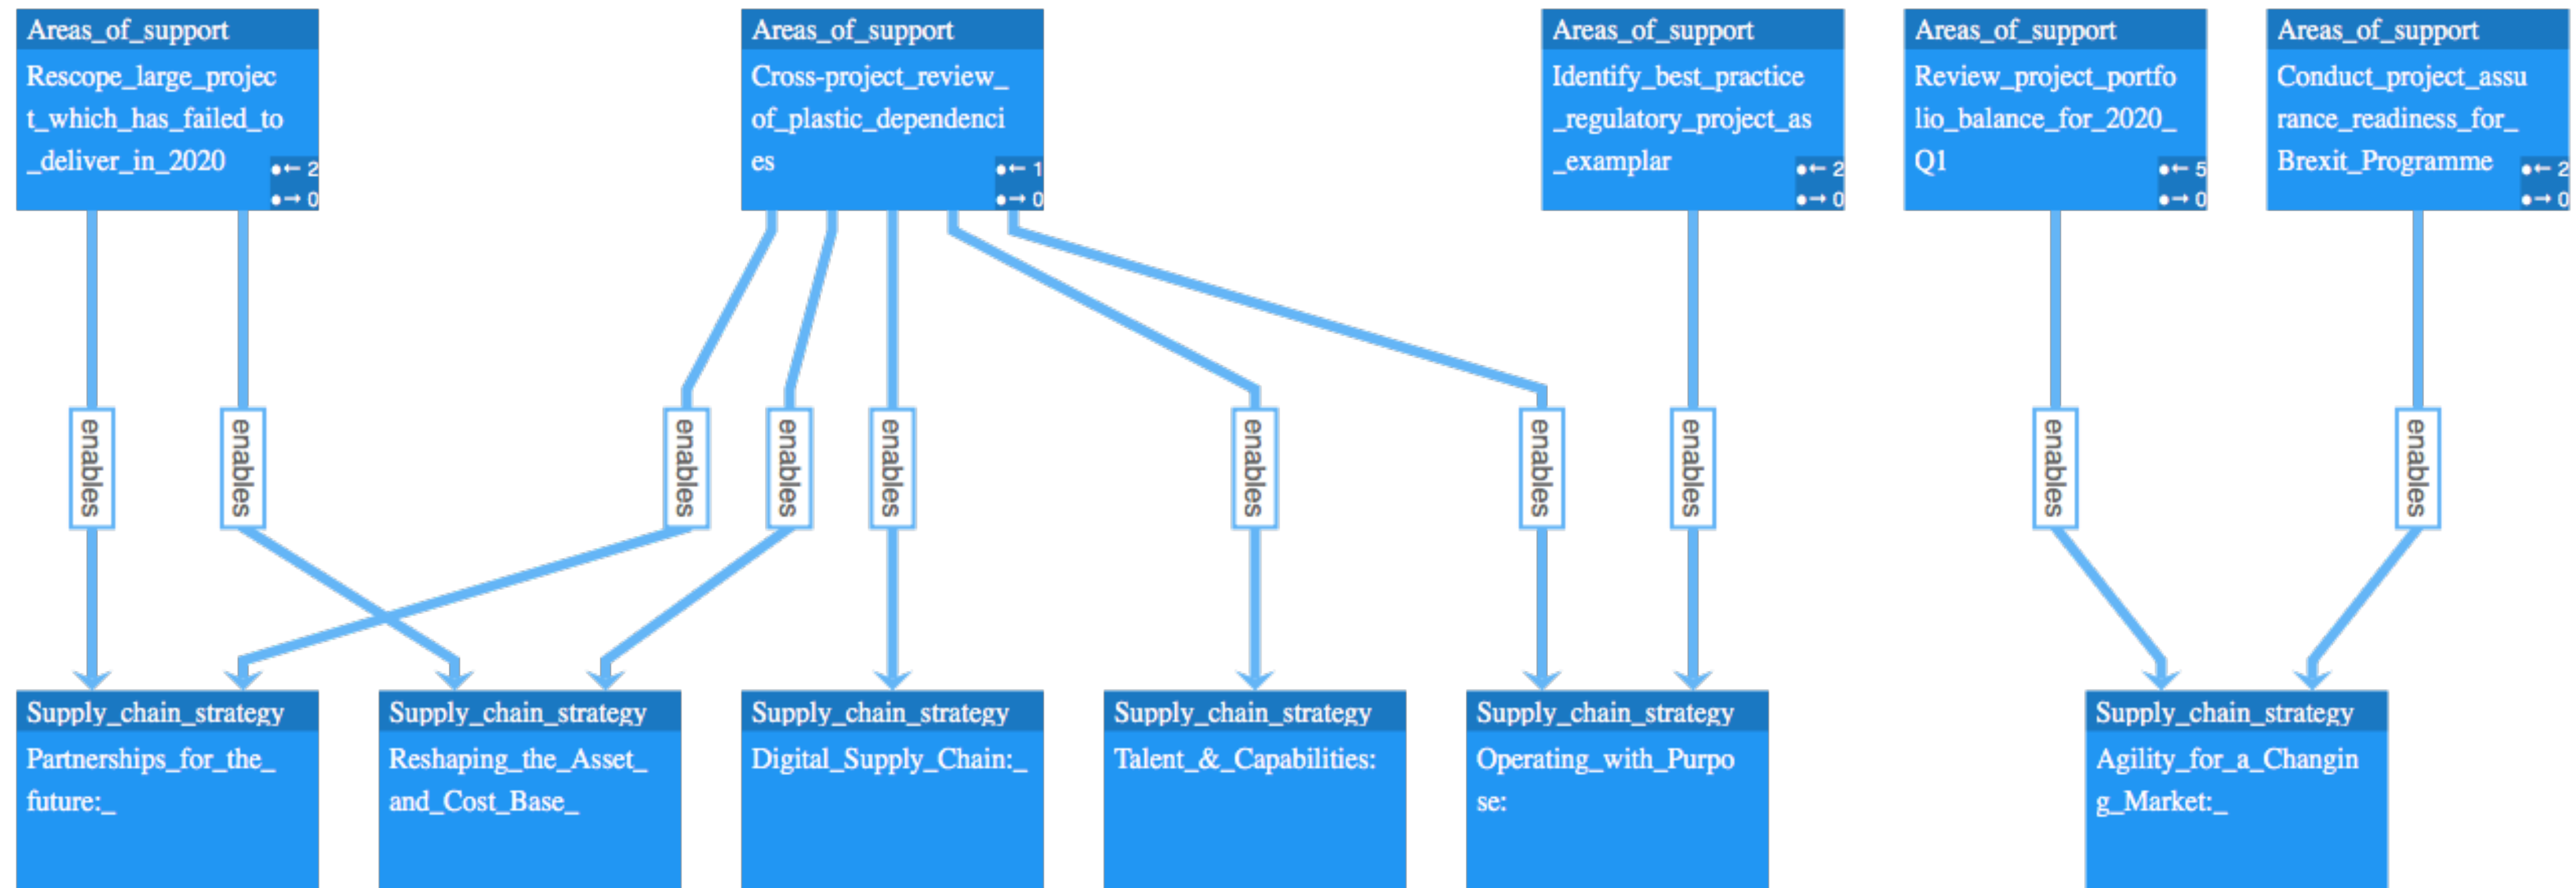 Areas_of_support
Rescope_large_projec
t_which_has_failed_to
_deliver_in_2020
●← 2
●→ 0
Areas_of_support
Cross-project_review_
of_plastic_dependenci
es
●← 1
●→ 0
Areas_of_support
Identify_best_practice
_regulatory_project_as
_examplar
●← 2
●→ 0
Areas_of_support
Review_project_portfo
lio_balance_for_2020_
Q1
●← 5
●→ 0
Areas_of_support
Conduct_project_assu
rance_readiness_for_
Brexit_Programme
●← 2
●→ 0
enables
enables
enables
enables
enables
enables
enables
enables
enables
enables
Supply_chain_strategy
Partnerships_for_the_
future:_
Supply_chain_strategy
Reshaping_the_Asset_
and_Cost_Base_
Supply_chain_strategy
Digital_Supply_Chain:_
Supply_chain_strategy
Talent_&_Capabilities:
Supply_chain_strategy
Operating_with_Purpo
se:
Supply_chain_strategy
Agility_for_a_Changin
g_Market:_